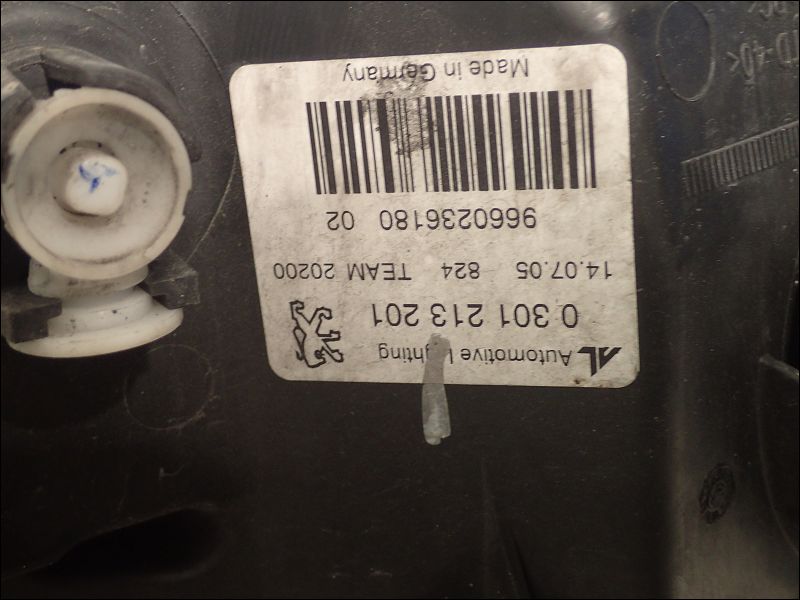 AL Automotive Lighting
0 301 213 201
14.07.05 824 TEAM 20200
9660236180 02
Made in Germany